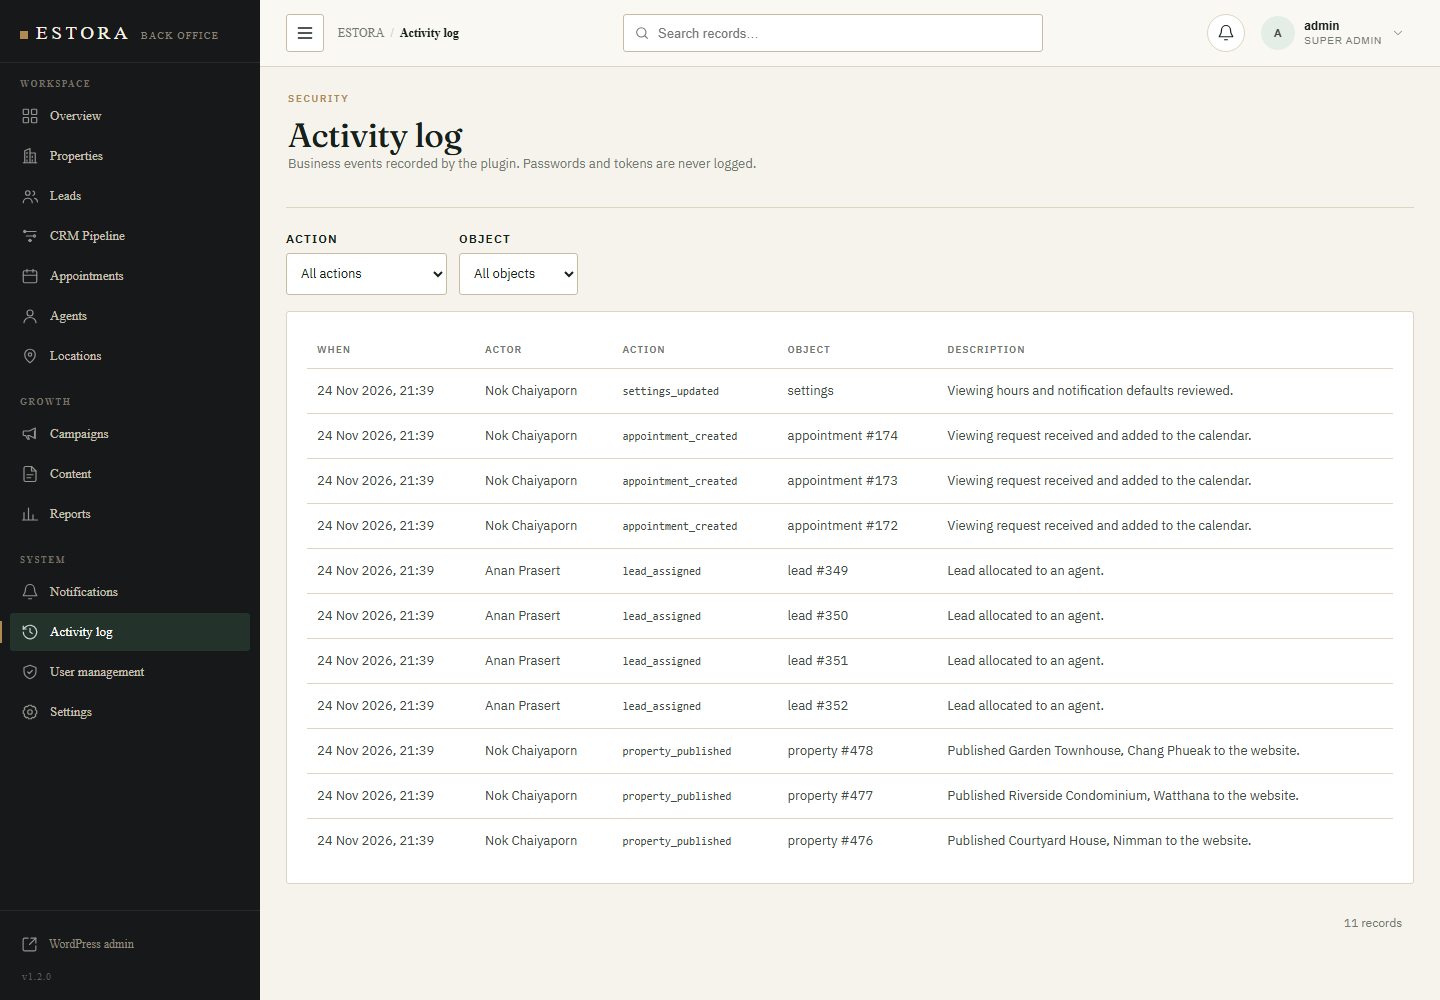 ESTORA BACK OFFICE
WORKSPACE
Overview
Properties
Leads
CRM Pipeline
Appointments
Agents
Locations
GROWTH
Campaigns
Content
Reports
SYSTEM
Notifications
Activity log
User management
Settings
WordPress admin
v1.2.0
ESTORA / Activity log
Search records...
A
admin
SUPER ADMIN
SECURITY
Activity log
Business events recorded by the plugin. Passwords and tokens are never logged.
ACTION OBJECT
All actions All objects
WHEN ACTOR ACTION OBJECT DESCRIPTION
24 Nov 2026, 21:39 Nok Chaiyaporn settings_updated settings Viewing hours and notification defaults reviewed.
24 Nov 2026, 21:39 Nok Chaiyaporn appointment_created appointment #174 Viewing request received and added to the calendar.
24 Nov 2026, 21:39 Nok Chaiyaporn appointment_created appointment #173 Viewing request received and added to the calendar.
24 Nov 2026, 21:39 Nok Chaiyaporn appointment_created appointment #172 Viewing request received and added to the calendar.
24 Nov 2026, 21:39 Anan Prasert lead_assigned lead #349 Lead allocated to an agent.
24 Nov 2026, 21:39 Anan Prasert lead_assigned lead #350 Lead allocated to an agent.
24 Nov 2026, 21:39 Anan Prasert lead_assigned lead #351 Lead allocated to an agent.
24 Nov 2026, 21:39 Anan Prasert lead_assigned lead #352 Lead allocated to an agent.
24 Nov 2026, 21:39 Nok Chaiyaporn property_published property #478 Published Garden Townhouse, Chang Phueak to the website.
24 Nov 2026, 21:39 Nok Chaiyaporn property_published property #477 Published Riverside Condominium, Watthana to the website.
24 Nov 2026, 21:39 Nok Chaiyaporn property_published property #476 Published Courtyard House, Nimman to the website.
11 records